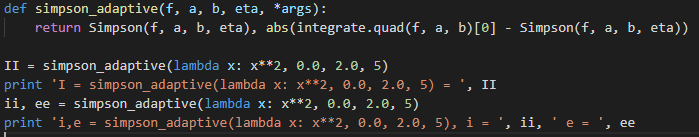 def simpson_adaptive(f, a, b, eta, *args):
    return Simpson(f, a, b, eta), abs(integrate.quad(f, a, b)[0] - Simpson(f, a, b, eta))
II = simpson_adaptive(lambda x: x**2, 0.0, 2.0, 5)
print 'I = simpson_adaptive(lambda x: x**2, 0.0, 2.0, 5) = ', II
ii, ee = simpson_adaptive(lambda x: x**2, 0.0, 2.0, 5)
print 'i,e = simpson_adaptive(lambda x: x**2, 0.0, 2.0, 5), i = ', ii, ' e = ', ee